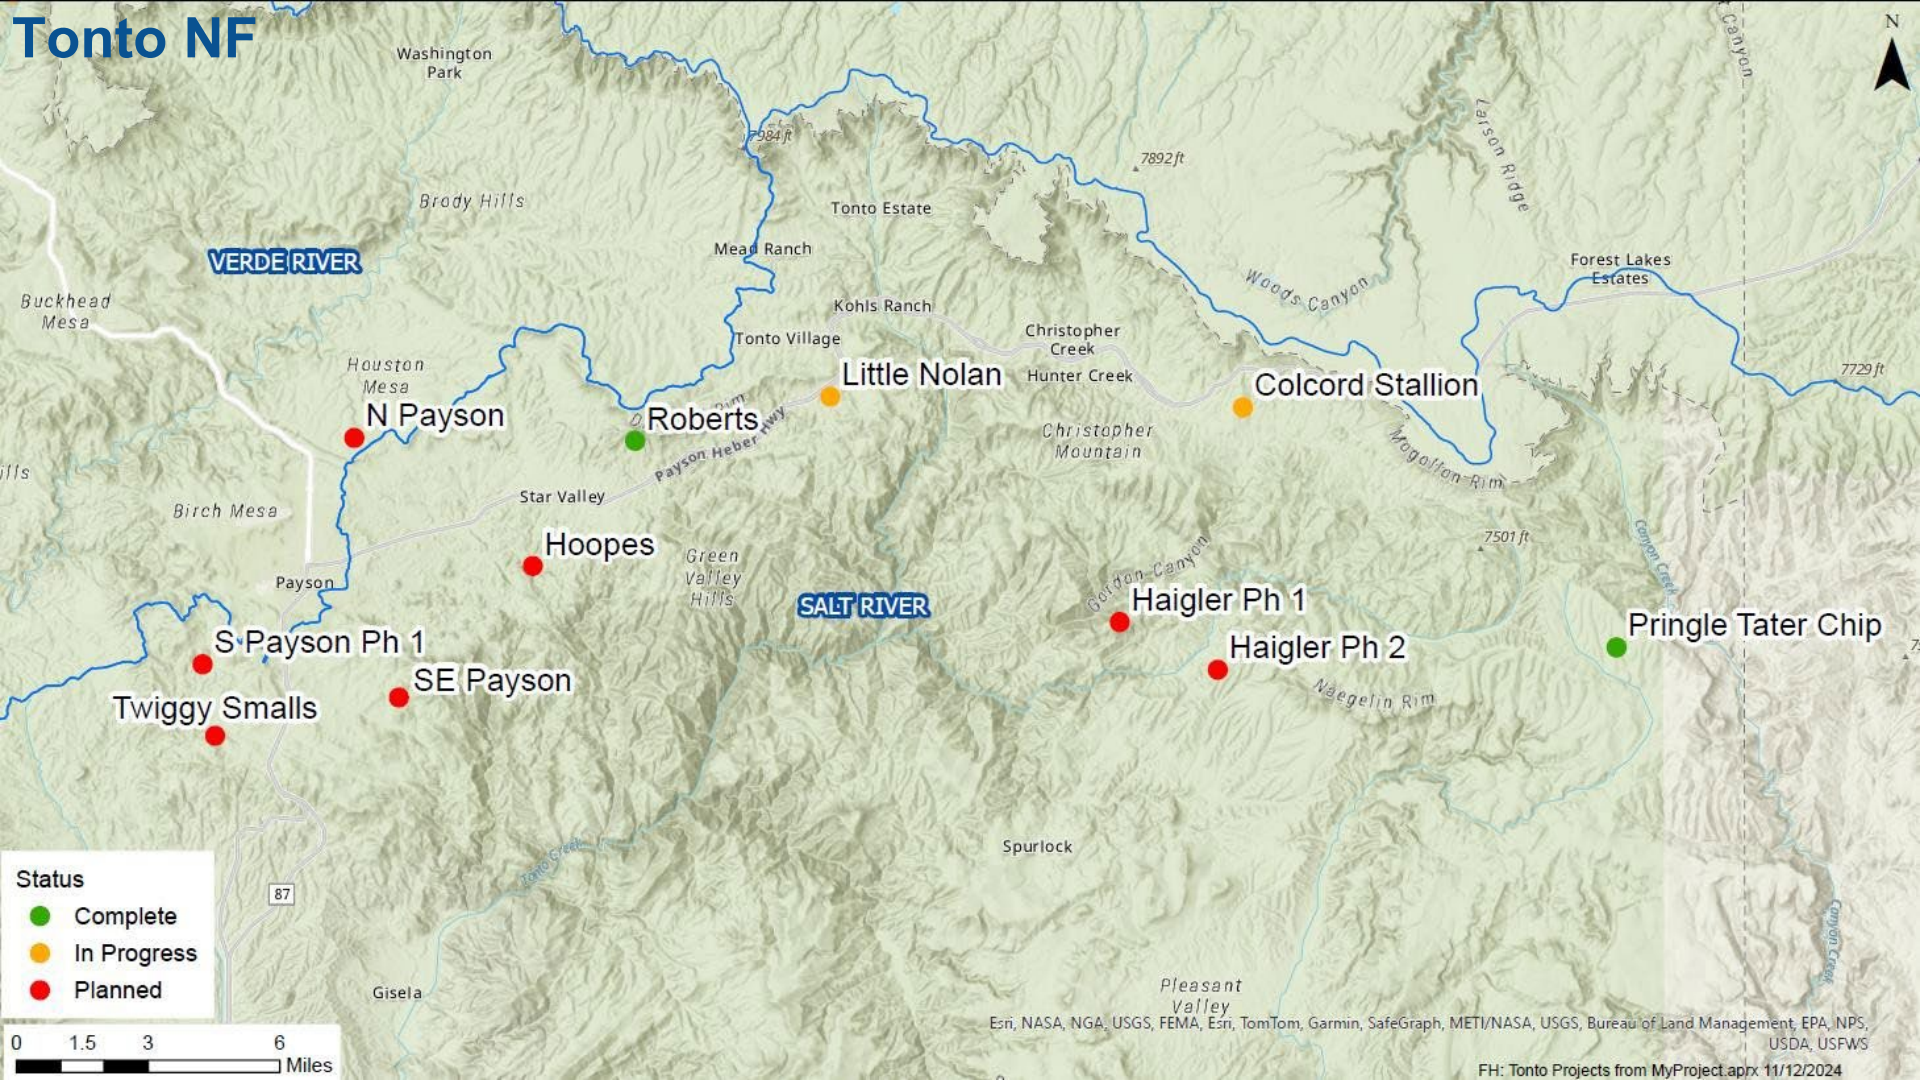 Tonto NF
N
Washington
Park
Canyon
7984 ft
7892 ft
Larson Ridge
Brody Hills
Tonto Estate
Mead Ranch
VERDE RIVER
Forest Lakes
Estates
Woods Canyon
Buckhead
Mesa
Kohls Ranch
Christopher
Creek
Tonto Village
Houston
Mesa
Little Nolan
Hunter Creek
7729 ft
Colcord Stallion
N Payson
Rim
Roberts
Payson Heber Hwy
Christopher
Mountain
Mogollon Rim
ills
Star Valley
Birch Mesa
7501 ft
Canyon Creek
Hoopes
Green
Valley
Hills
Gordon Canyon
Payson
SALT RIVER
Haigler Ph 1
Pringle Tater Chip
S Payson Ph 1
Haigler Ph 2
SE Payson
Naegelin Rim
Twiggy Smalls
Spurlock
Tonto Creek
87
Canyon Creek
Status
Complete
In Progress
Planned
Gisela
Pleasant
Valley
Esri, NASA, NGA, USGS, FEMA, Esri, TomTom, Garmin, SafeGraph, METI/NASA, USGS, Bureau of Land Management, EPA, NPS,
USDA, USFWS
0 1.5 3 6
Miles
FH: Tonto Projects from MyProject.aprx 11/12/2024